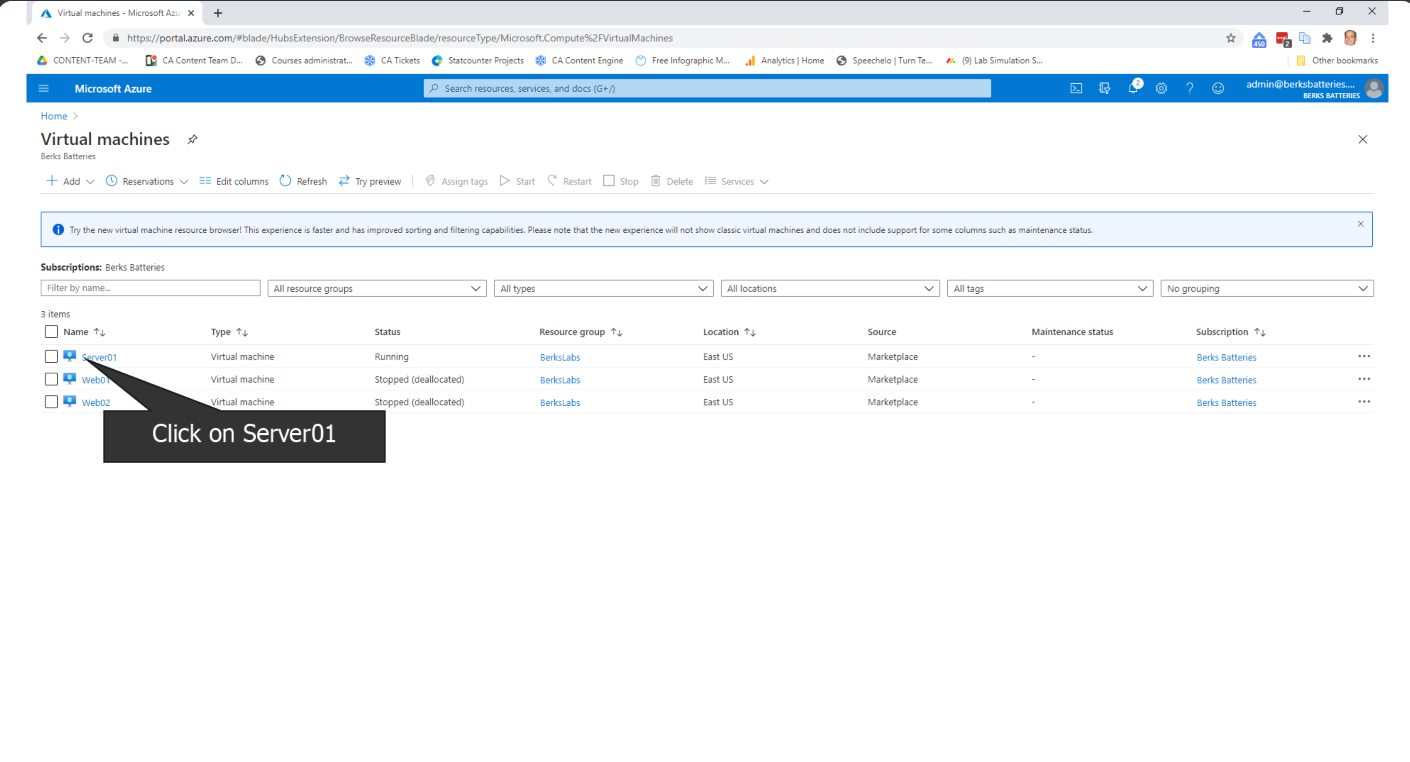 Virtual machines - Microsoft Azu
https://portal.azure.com/#blade/HubsExtension/BrowseResourceBlade/resourceType/Microsoft.Compute%2FVirtualMachines
450
2
CONTENT-TEAM -... CA Content Team D... Courses administrat... CA Tickets Statcounter Projects CA Content Engine Free Infographic M... Analytics | Home Speechelo | Turn Te... (9) Lab Simulation S... Other bookmarks
Microsoft Azure Search resources, services, and docs (G+/) 2 ? admin@berksbatteries....
BERKS BATTERIES
Home >
Virtual machines
Berks Batteries
+ Add Reservations Edit columns Refresh Try preview Assign tags Start Restart Stop Delete Services
Try the new virtual machine resource browser! This experience is faster and has improved sorting and filtering capabilities. Please note that the new experience will not show classic virtual machines and does not include support for some columns such as maintenance status.
Subscriptions: Berks Batteries
Filter by name... All resource groups All types All locations All tags No grouping
3 items
Name ↑↓ Type ↑↓ Status Resource group ↑↓ Location ↑↓ Source Maintenance status Subscription ↑↓
Server01 Virtual machine Running BerksLabs East US Marketplace - Berks Batteries ...
Web01 Virtual machine Stopped (deallocated) BerksLabs East US Marketplace - Berks Batteries ...
Web02 Virtual machine Stopped (deallocated) BerksLabs East US Marketplace - Berks Batteries ...
Click on Server01